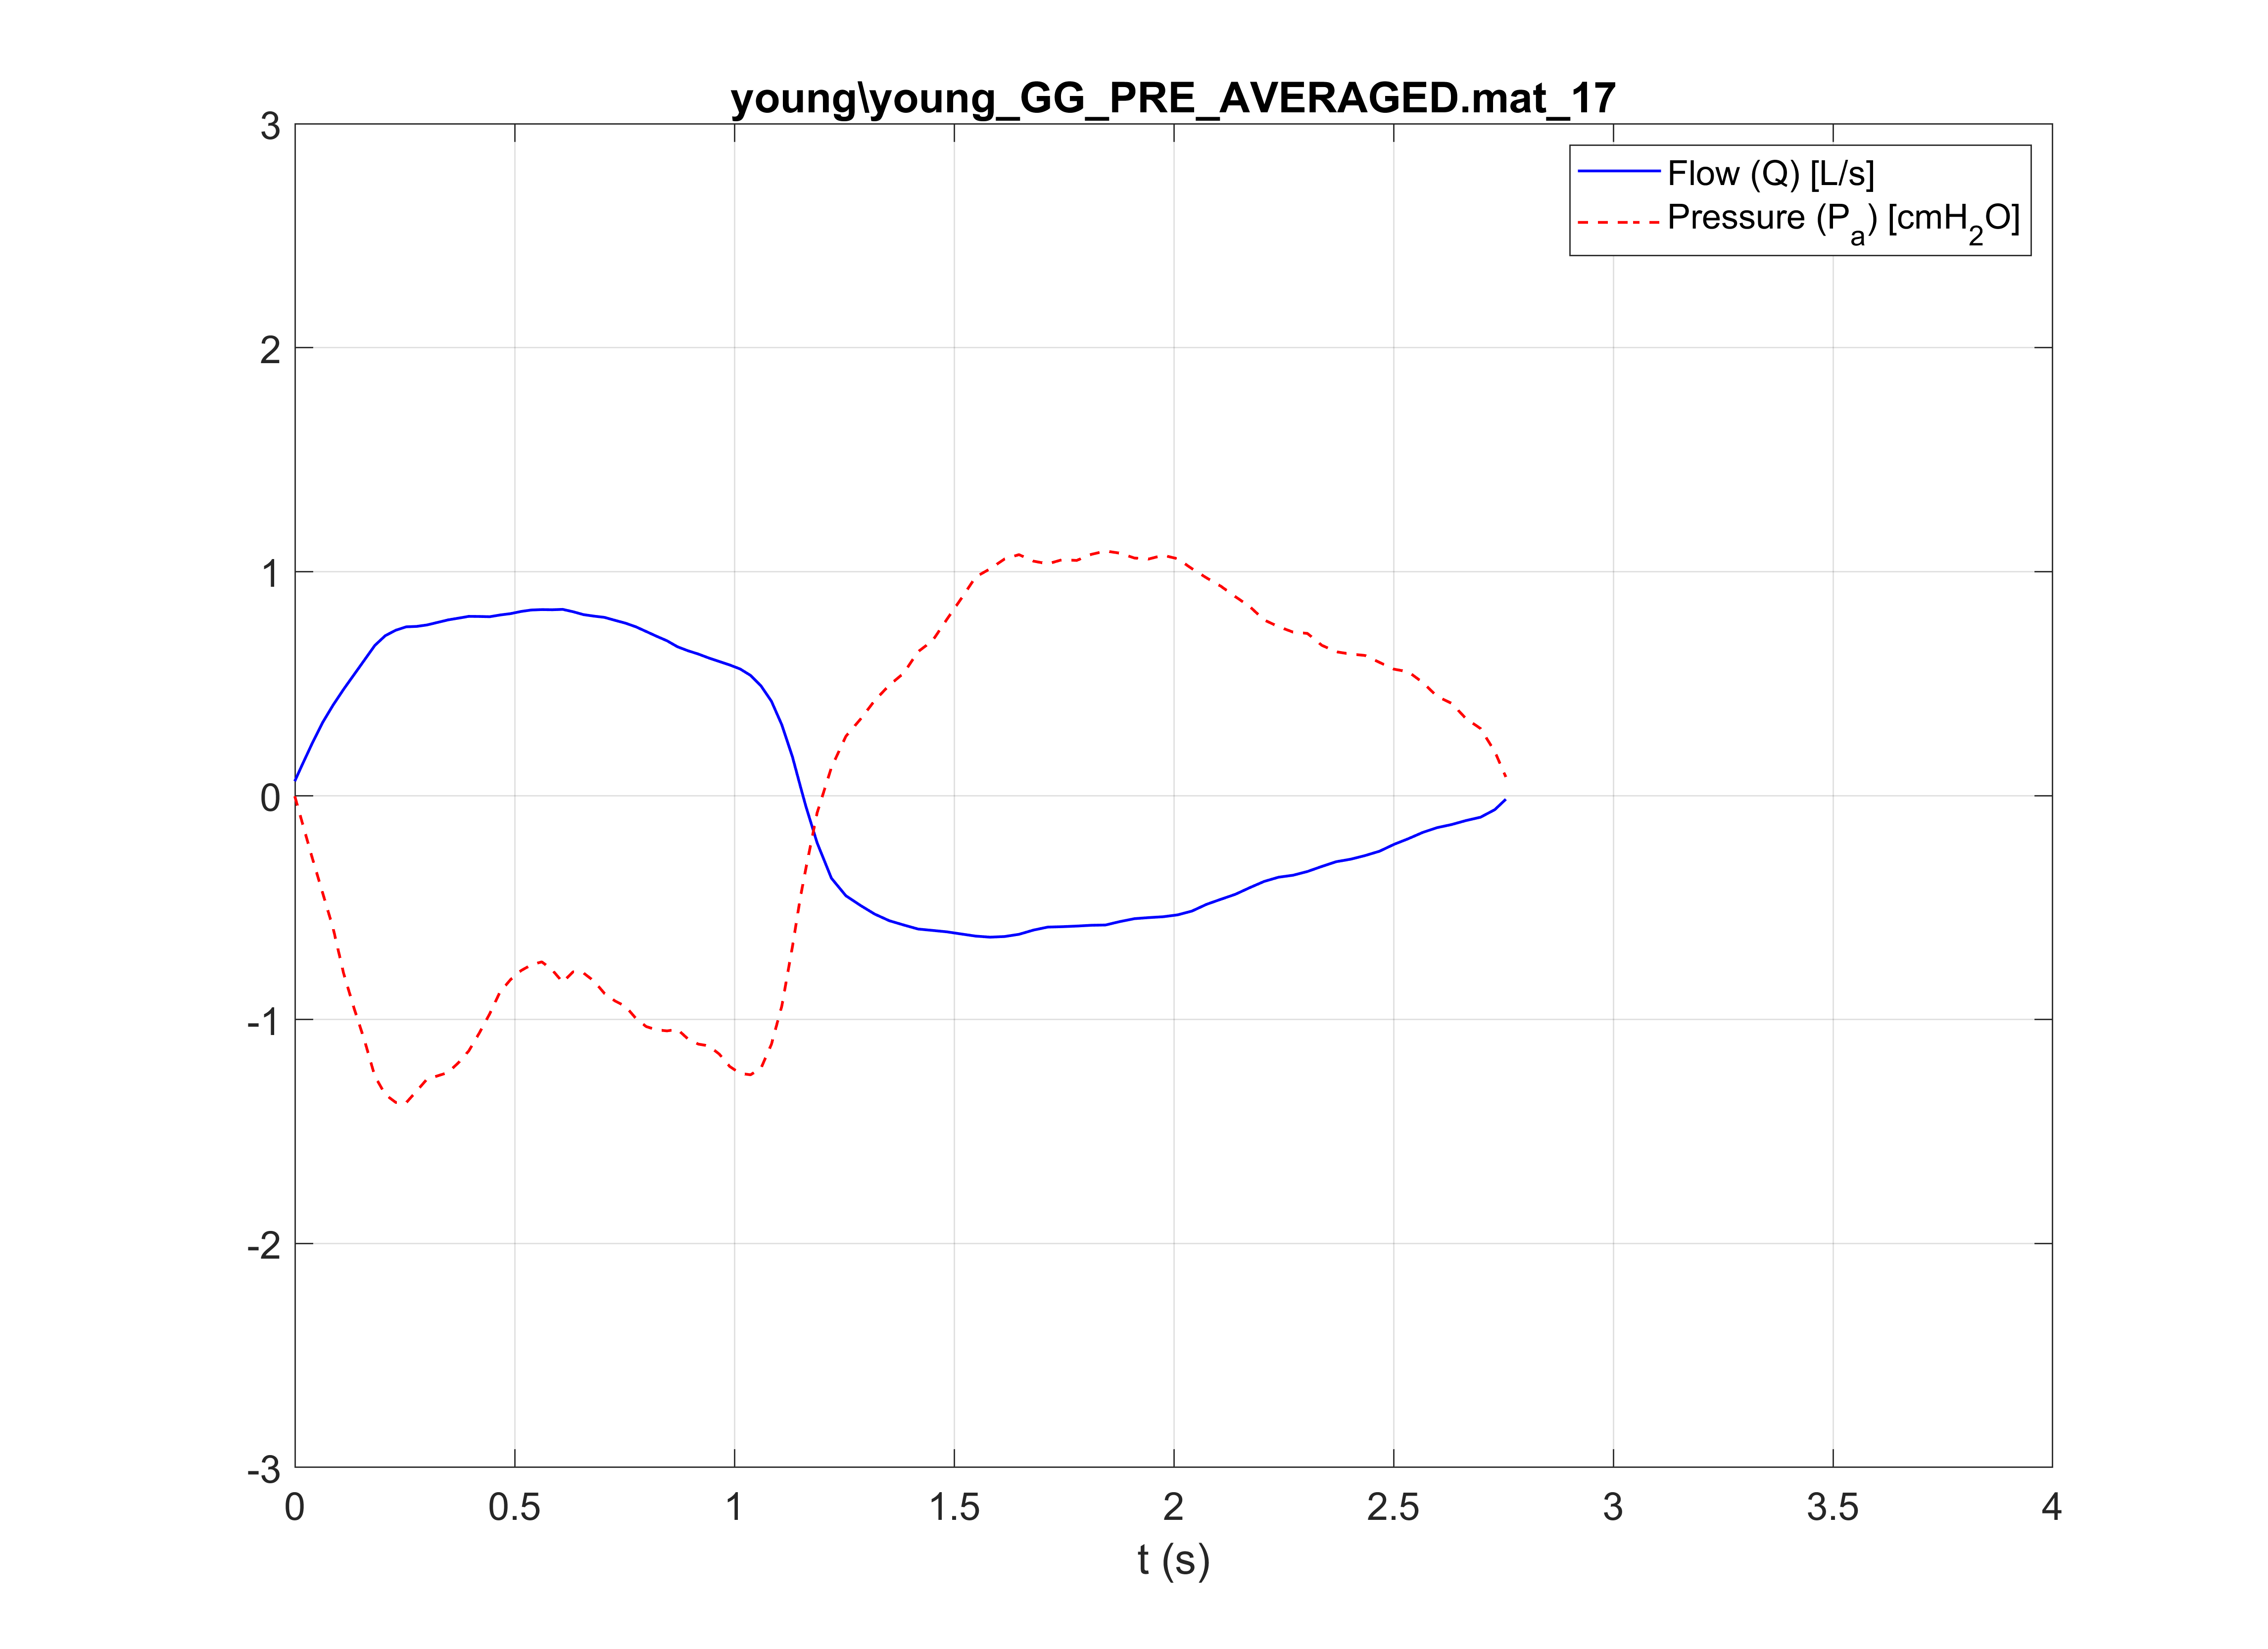 young\young_GG_PRE_AVERAGED.mat_17
Flow (Q) [L/s]
Pressure (Pa) [cmH2O]
3
2
1
0
-1
-2
-3
0 0.5 1 1.5 2 2.5 3 3.5 4
t (s)